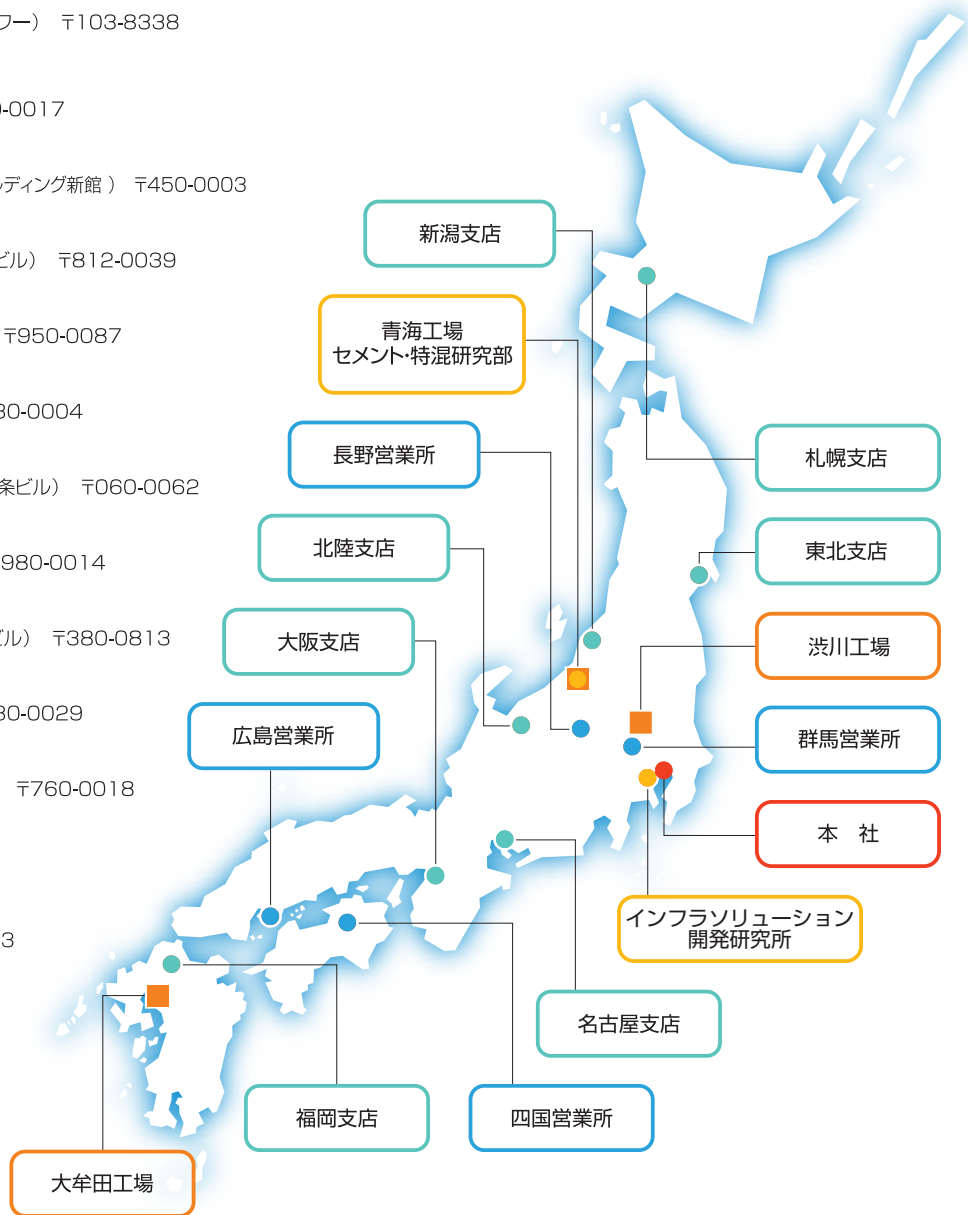 フー） 〒103-8338
-0017
ルディング新館 ） 〒450-0003
ビル） 〒812-0039
〒950-0087
30-0004
条ビル） 〒060-0062
980-0014
ビル） 〒380-0813
30-0029
〒760-0018
3
新潟支店
青海工場
セメント・特混研究部
長野営業所
北陸支店
大阪支店
広島営業所
札幌支店
東北支店
渋川工場
群馬営業所
本　社
インフラソリューション
開発研究所
名古屋支店
四国営業所
福岡支店
大牟田工場